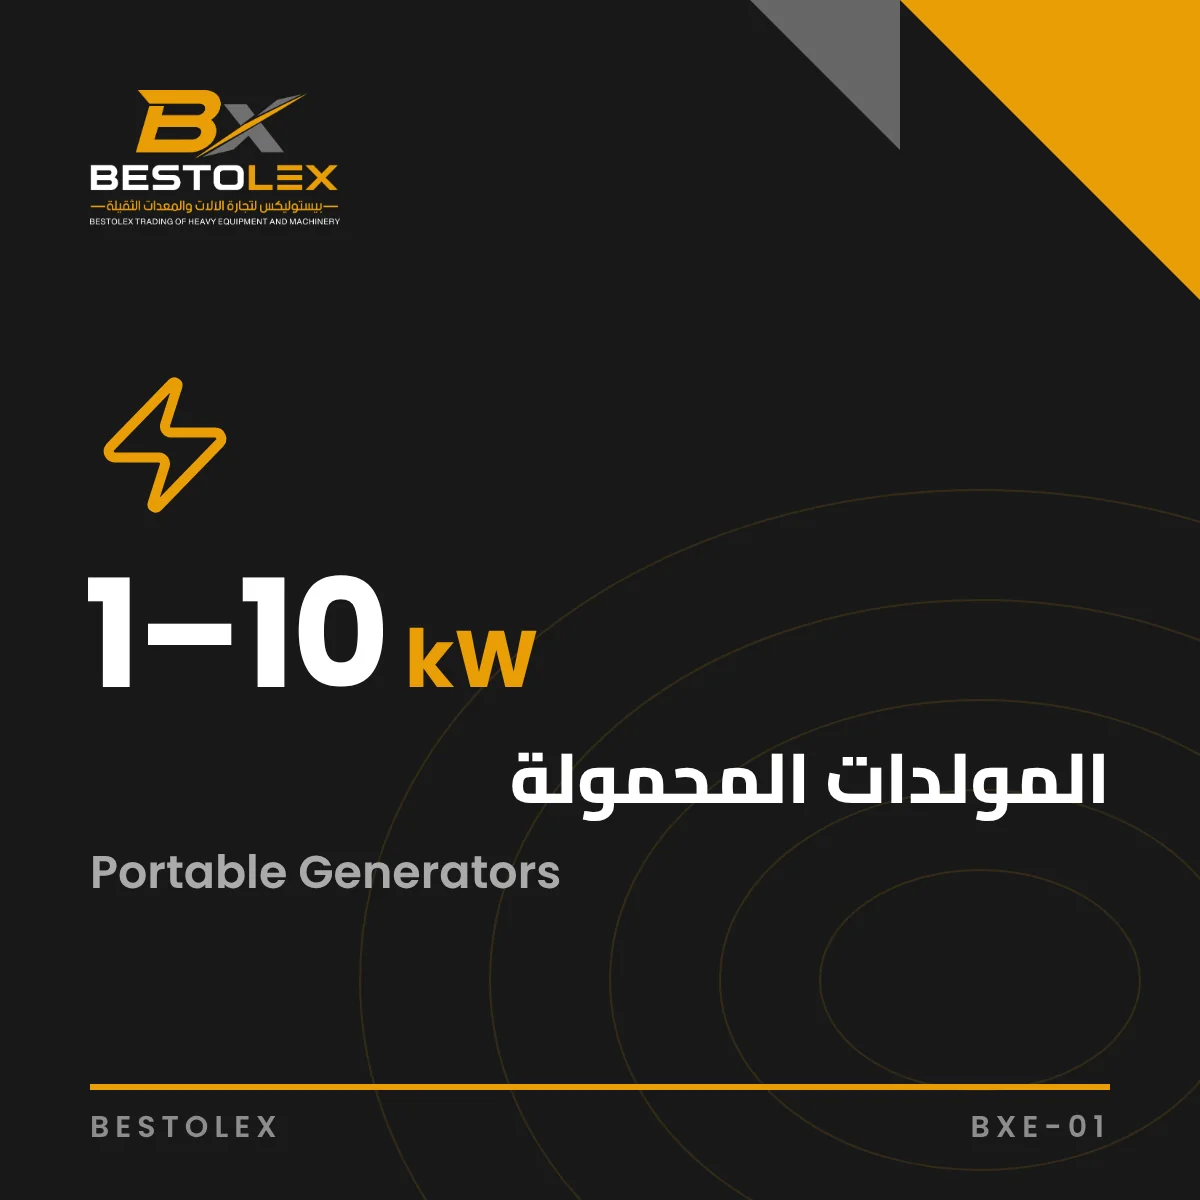 BX
BESTOLEX
بيستوليكس لتجارة الالات والمعدات الثقيلة
BESTOLEX TRADING OF HEAVY EQUIPMENT AND MACHINERY
1–10 kW
المولدات المحمولة
Portable Generators
BESTOLEX
BXE-01